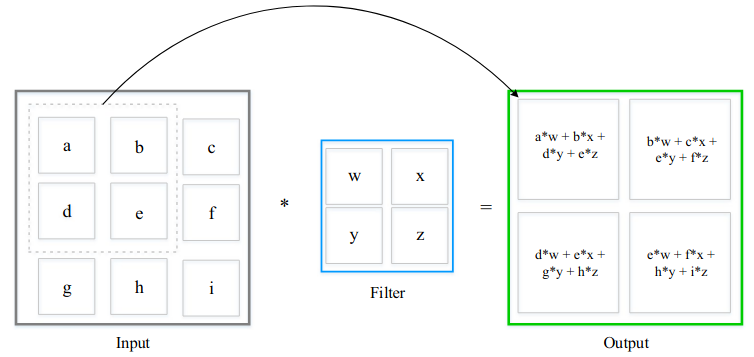 a b c
d e f
g h i
Input
*
w x
y z
Filter
=
a*w + b*x +
d*y + e*z
b*w + c*x +
e*y + f*z
d*w + e*x +
g*y + h*z
e*w + f*x +
h*y + i*z
Output